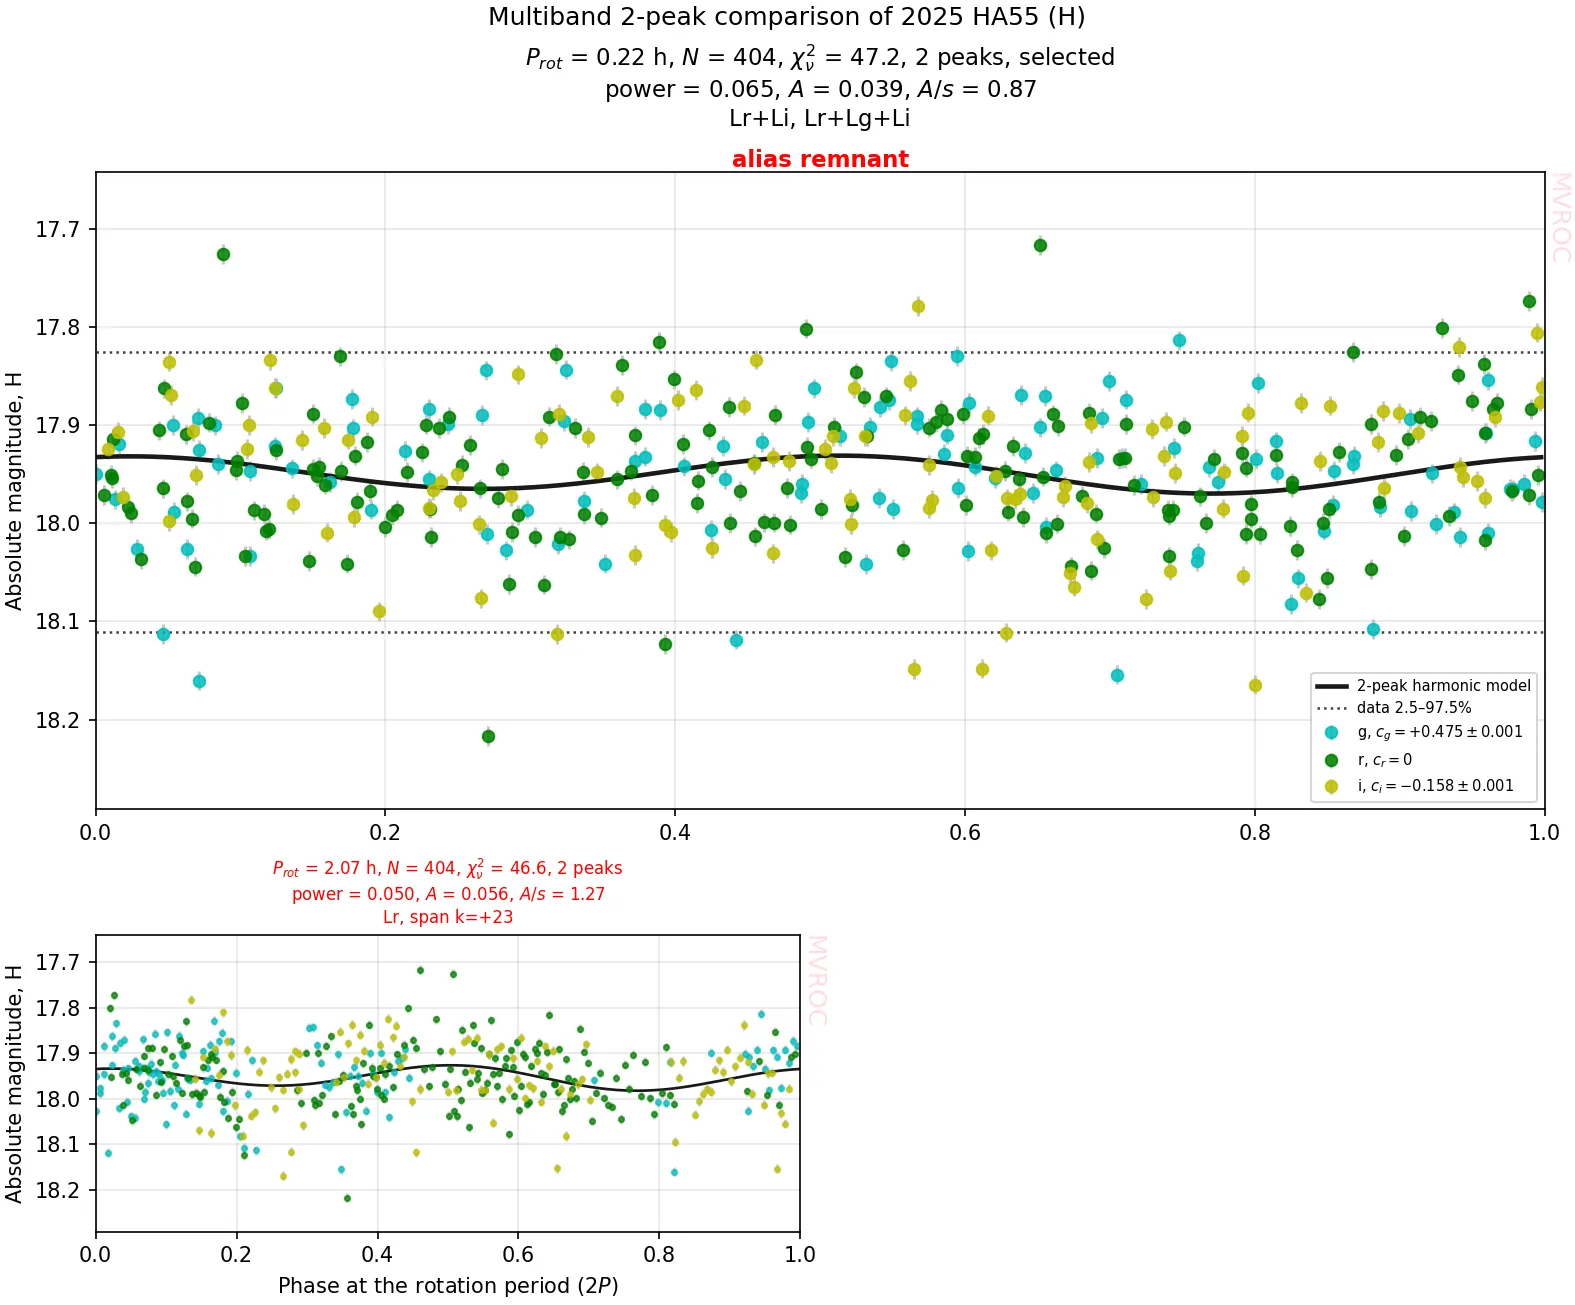 Multiband 2-peak comparison of 2025 HA55 (H)
P_rot = 0.22 h, N = 404, χ²_ν = 47.2, 2 peaks, selected
power = 0.065, A = 0.039, A/s = 0.87
Lr+Li, Lr+Lg+Li
alias remnant
MVROC
Absolute magnitude, H
17.7
17.8
17.9
18.0
18.1
18.2
2-peak harmonic model
data 2.5–97.5%
g, c_g = +0.475 ± 0.001
r, c_r = 0
i, c_i = −0.158 ± 0.001
0.0 0.2 0.4 0.6 0.8 1.0
P_rot = 2.07 h, N = 404, χ²_ν = 46.6, 2 peaks
power = 0.050, A = 0.056, A/s = 1.27
Lr, span k=+23
MVROC
Absolute magnitude, H
17.7
17.8
17.9
18.0
18.1
18.2
0.0 0.2 0.4 0.6 0.8 1.0
Phase at the rotation period (2P)